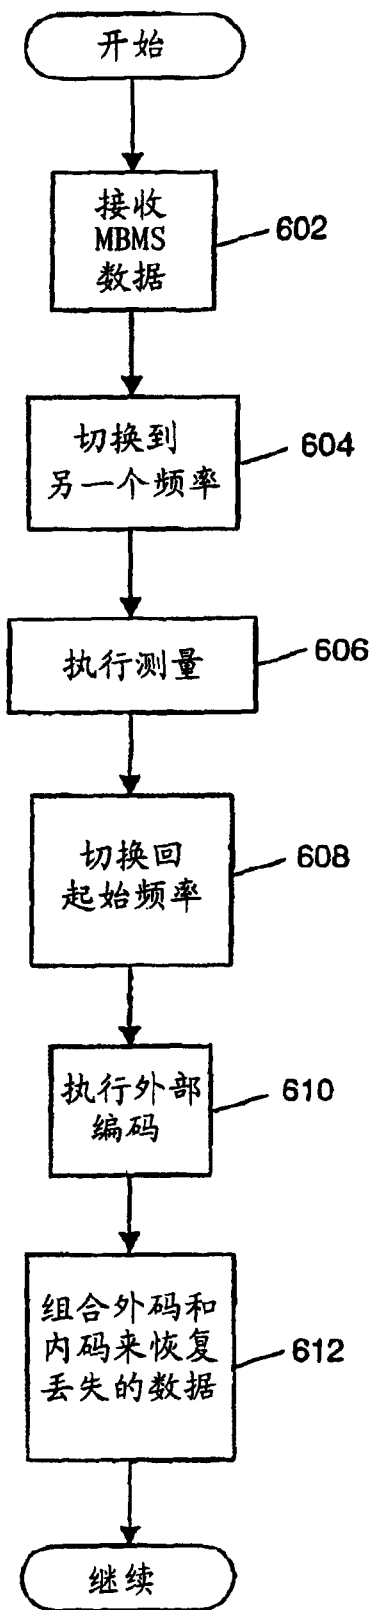 开始
接收
MBMS
数据
602
切换到
另一个频率
604
执行测量
606
切换回
起始频率
608
执行外部
编码
610
组合外码和
内码来恢复
丢失的数据
612
继续